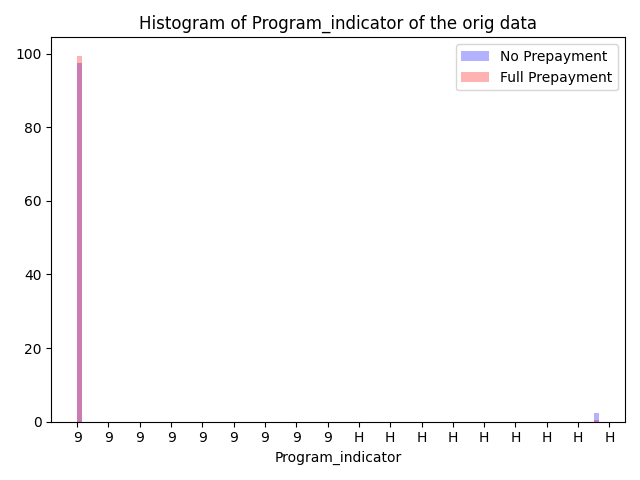 Histogram of Program_indicator of the orig data
No Prepayment
Full Prepayment
100
80
60
40
20
0
9 9 9 9 9 9 9 9 9 H H H H H H H H H
Program_indicator